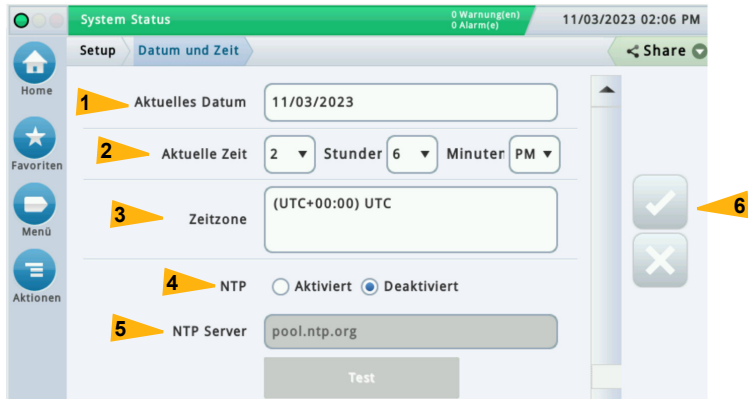 System Status
0 Warnung(en)
0 Alarm(e)
11/03/2023 02:06 PM
Setup Datum und Zeit
Share
Home
1 Aktuelles Datum 11/03/2023
2 Aktuelle Zeit 2 Stunder 6 Minuter PM
Favoriten
3 Zeitzone (UTC+00:00) UTC
6
Menü
4 NTP Aktiviert Deaktiviert
Aktionen
5 NTP Server pool.ntp.org
Test